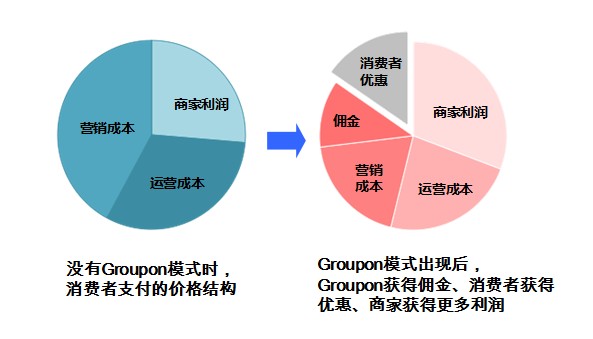 商家利润
营销成本
运营成本
消费者
优惠
商家利润
佣金
营销
成本
运营成本
没有Groupon模式时，
消费者支付的价格结构
Groupon模式出现后，
Groupon获得佣金、消费者获得
优惠、商家获得更多利润